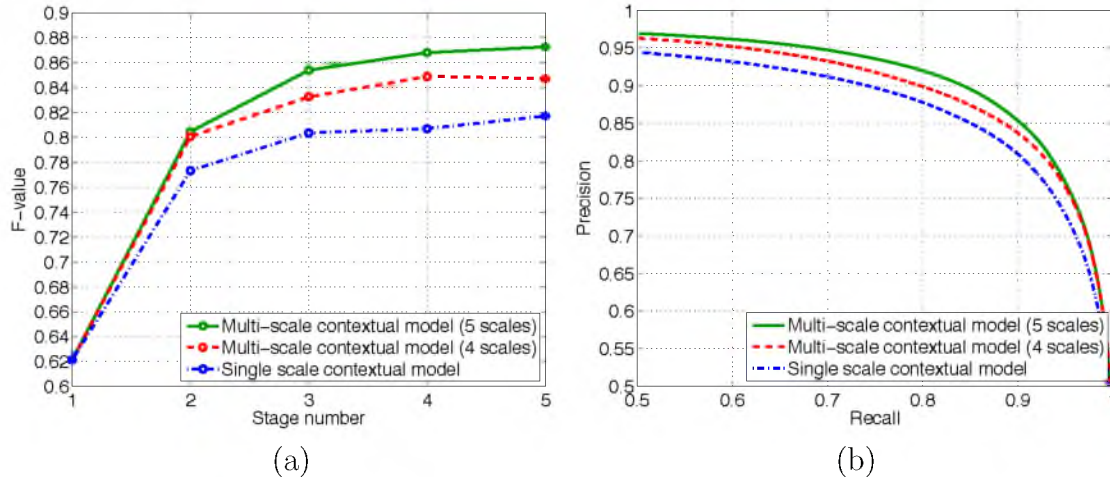 0.9
0.88
0.86
0.84
0.82
0.8
0.78
0.76
0.74
0.72
0.7
0.68
0.66
0.64
0.62
0.6
F-value
Multi-scale contextual model (5 scales)
Multi-scale contextual model (4 scales)
Single scale contextual model
1 2 3 4 5
Stage number
(a)
1
0.95
0.9
0.85
0.8
0.75
0.7
0.65
0.6
0.55
0.5
Precision
Multi-scale contextual model (5 scales)
Multi-scale contextual model (4 scales)
Single scale contextual model
0.5 0.6 0.7 0.8 0.9
Recall
(b)